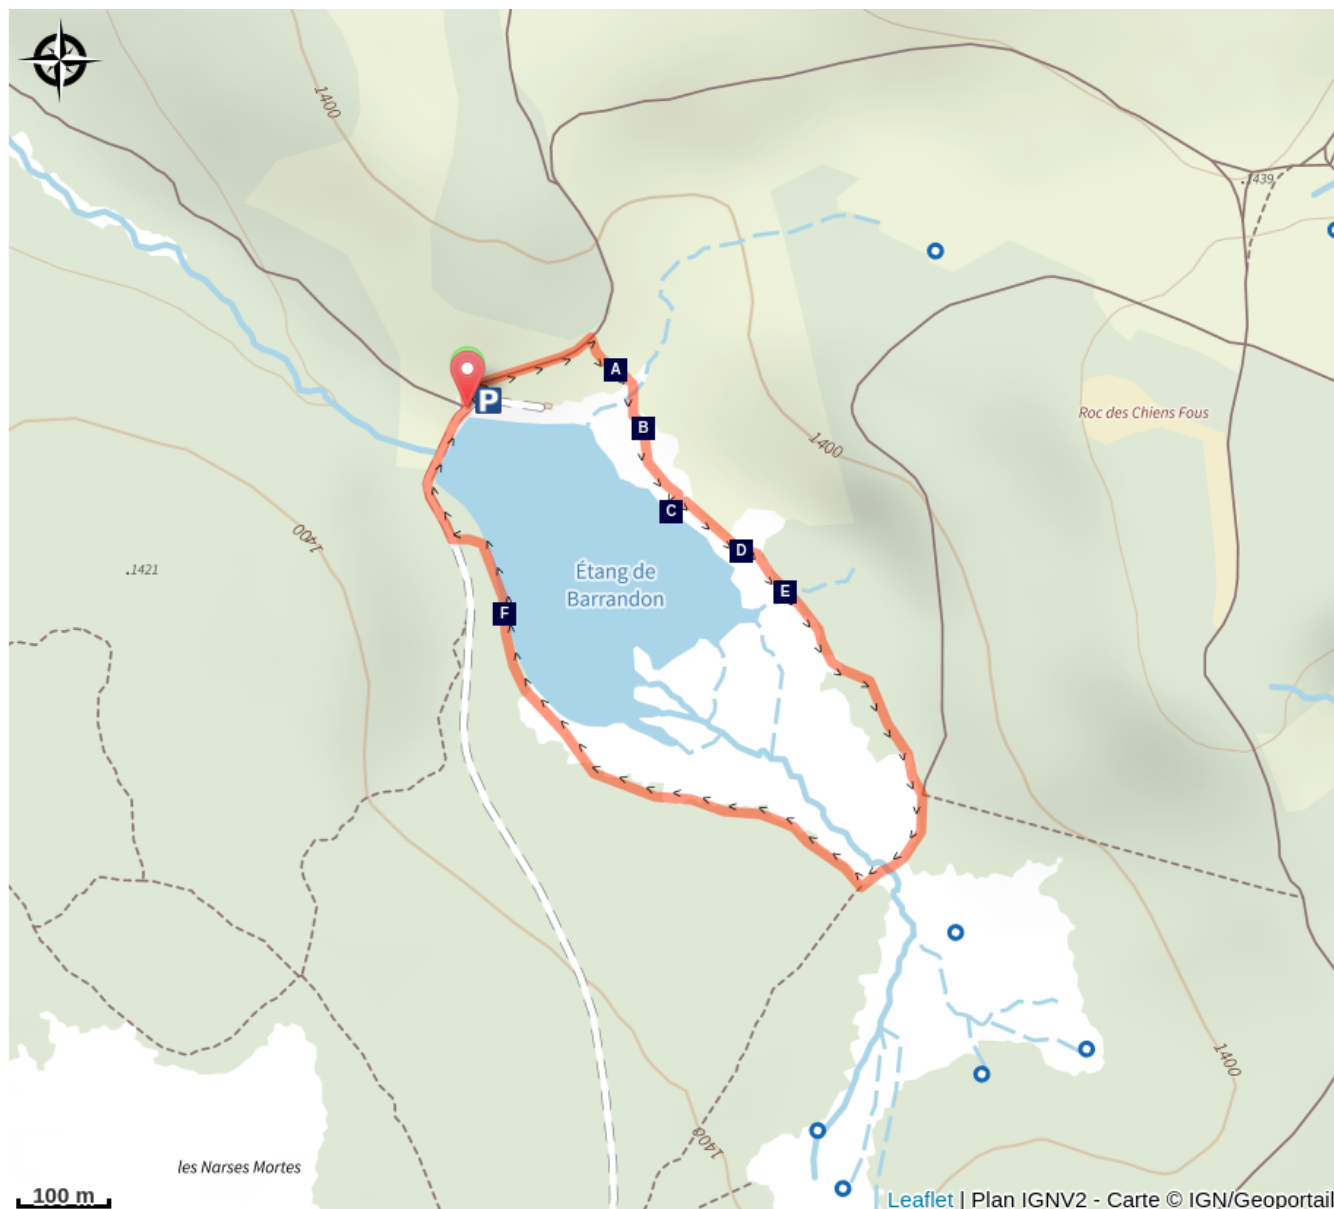 1400
1439
A
P
B
Roc des Chiens Fous
1400
C
1400
D
1421
Étang de
Barrandon
E
F
1400
1400
les Narses Mortes
100 m
Leaflet | Plan IGNV2 - Carte © IGN/Geoportail